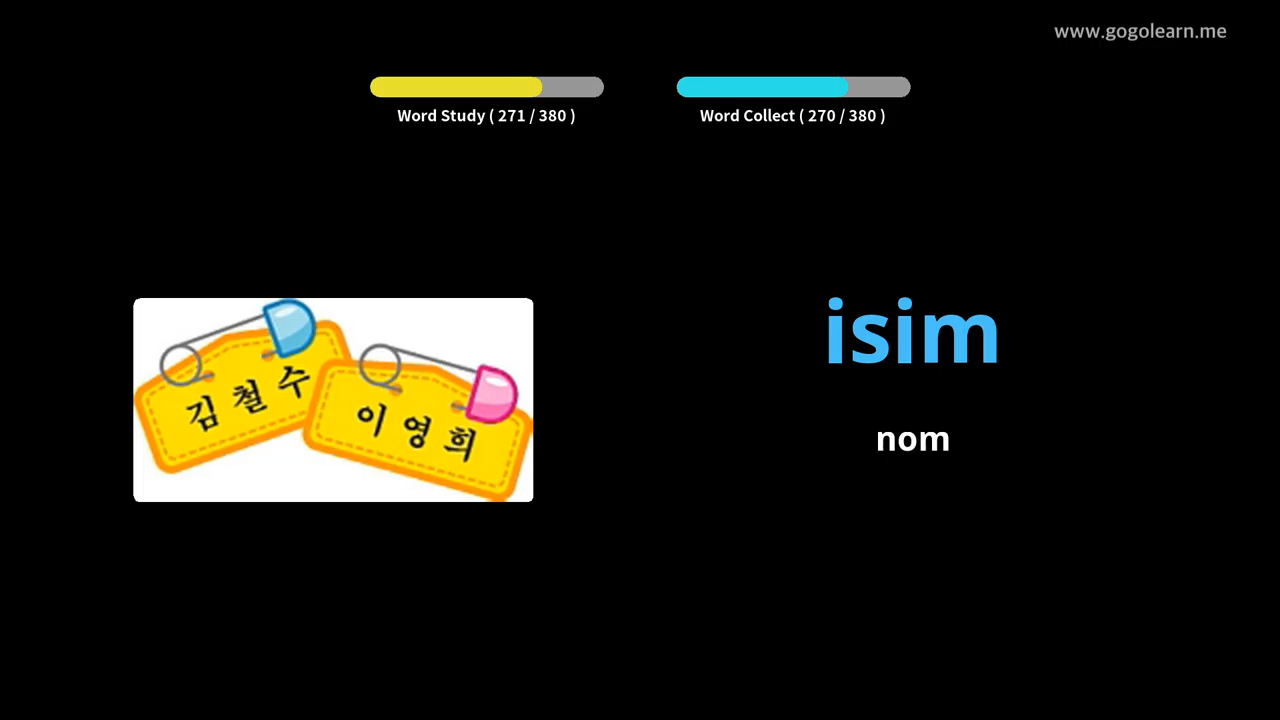 www.gogolearn.me
Word Study ( 271 / 380 )
Word Collect ( 270 / 380 )
김철수
이영희
isim
nom